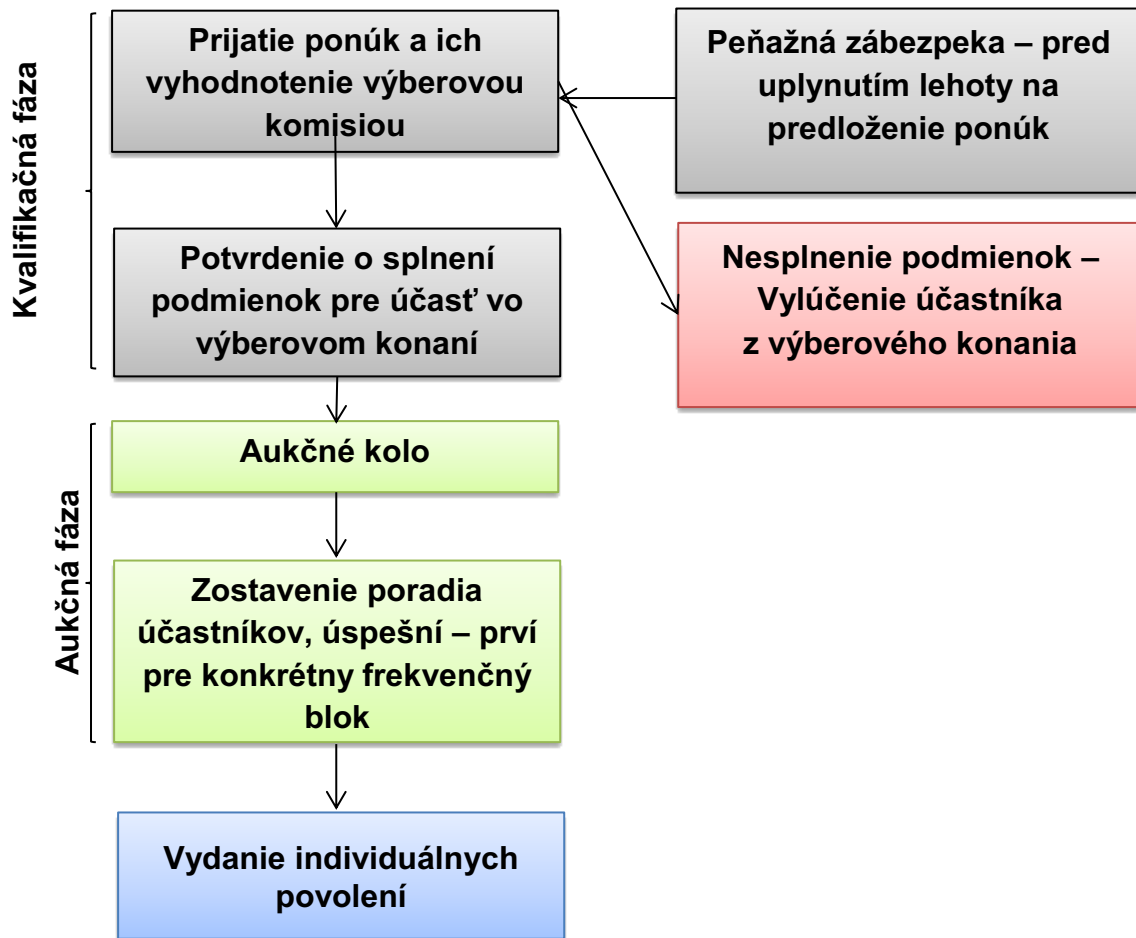 Kvalifikačná fáza
Prijatie ponúk a ich
vyhodnotenie výberovou
komisiou
Peňažná zábezpeka – pred
uplynutím lehoty na
predloženie ponúk
Potvrdenie o splnení
podmienok pre účasť vo
výberovom konaní
Nesplnenie podmienok –
Vylúčenie účastníka
z výberového konania
Aukčná fáza
Aukčné kolo
Zostavenie poradia
účastníkov, úspešní – prví
pre konkrétny frekvenčný
blok
Vydanie individuálnych
povolení